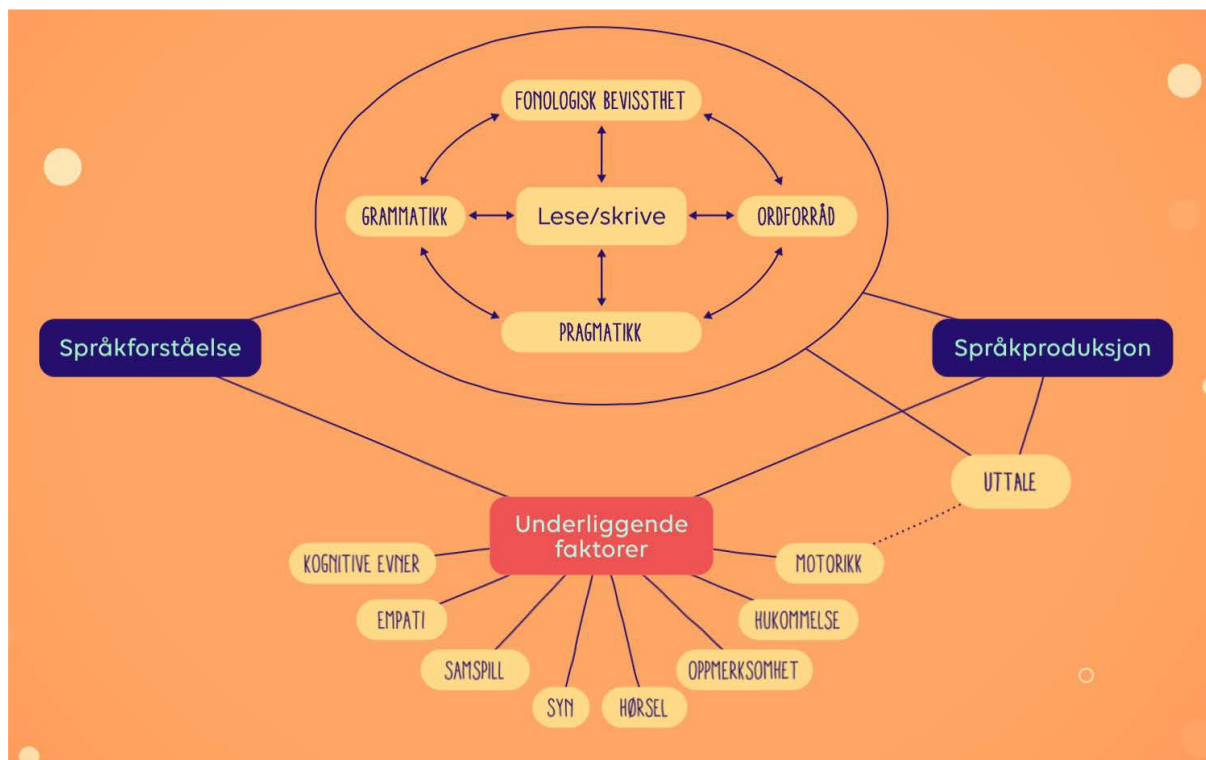 FONOLOGISK BEVISSTHET
GRAMMATIKK
Lese/skrive
ORDFORRÅD
PRAGMATIKK
Språkforståelse
Språkproduksjon
UTTALE
Underliggende
faktorer
KOGNITIVE EVNER
MOTORIKK
EMPATI
HUKOMMELSE
SAMSPILL
OPPMERKSOMHET
SYN
HØRSEL